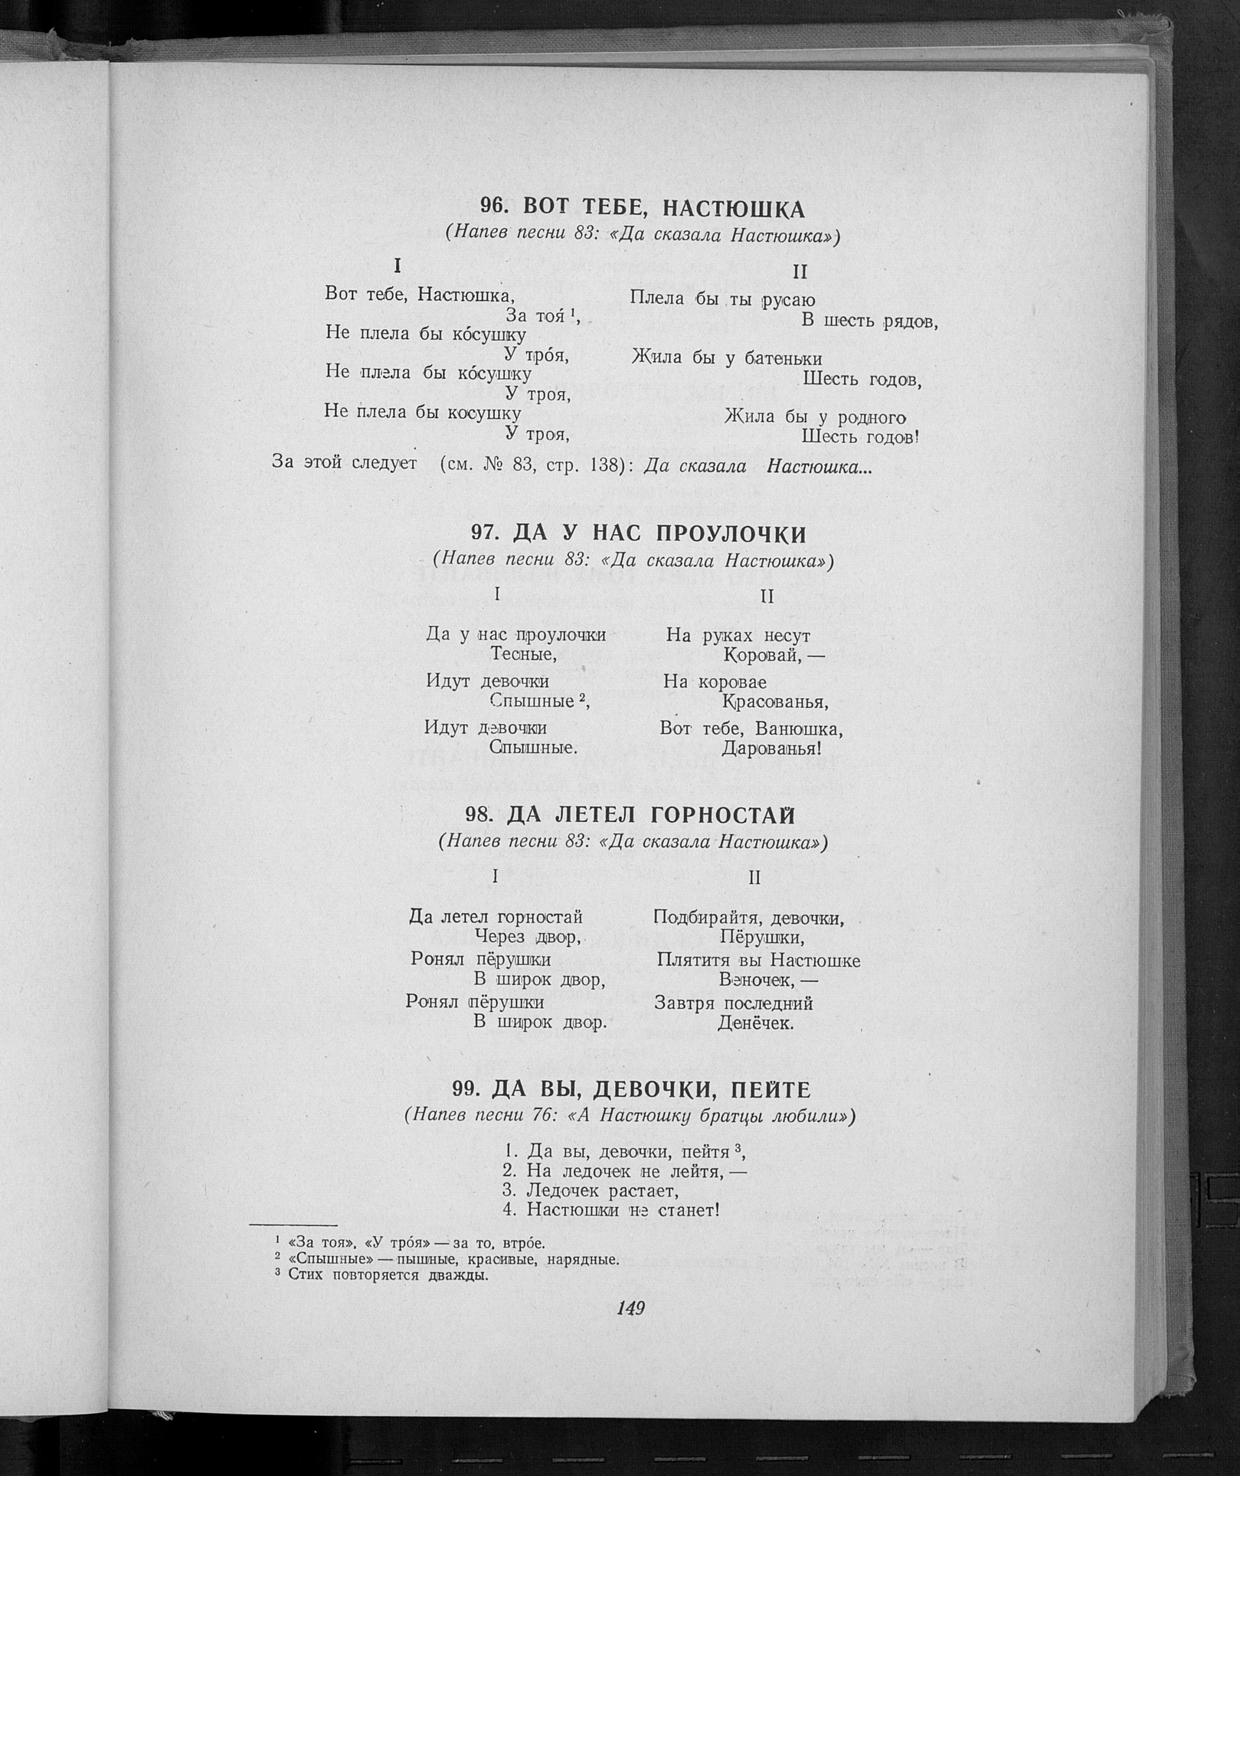 96. ВОТ ТЕБЕ, НАСТЮШКА
(Напев песни 83: «Да сказала Настюшка»)
I
Вот тебе, Настюшка,
За тоя́ ¹,
Не плела бы ко́сушку
У тро́я,
Не плела бы ко́сушку
У троя,
Не плела бы косушку
У троя,
II
Плела бы ты русаю
В шесть рядов,
Жила бы у батеньки
Шесть годов,
Жила бы у родного
Шесть годов!
За этой следует (см. № 83, стр. 138): Да сказала Настюшка...
97. ДА У НАС ПРОУЛОЧКИ
(Напев песни 83: «Да сказала Настюшка»)
I
Да у нас проулочки
Тесные,
Идут девочки
Спышные ²,
Идут девочки
Спышные.
II
На руках несут
Коровай, —
На коровае
Красованья,
Вот тебе, Ванюшка,
Дарованья!
98. ДА ЛЕТЕЛ ГОРНОСТАЙ
(Напев песни 83: «Да сказала Настюшка»)
I
Да летел горностай
Через двор,
Ронял пёрушки
В широк двор,
Ронял пёрушки
В широк двор.
II
Подбирайтя, девочки,
Пёрушки,
Плятитя вы Настюшке
Веночек, —
Завтря последний
Денёчек.
99. ДА ВЫ, ДЕВОЧКИ, ПЕЙТЕ
(Напев песни 76: «А Настюшку братцы любили»)
1. Да вы, девочки, пейтя ³,
2. На ледочек не лейтя, —
3. Ледочек растает,
4. Настюшки не станет!
¹ «За тоя», «У тро́я» — за то, втро́е.
² «Спышные» — пышные, красивые, нарядные.
³ Стих повторяется дважды.
149